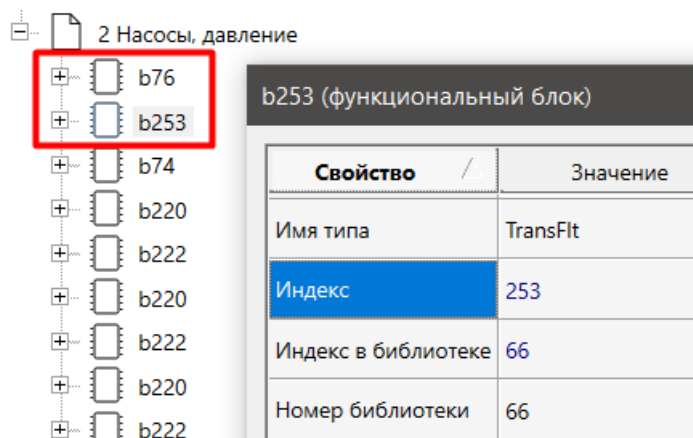 2 Насосы, давление
b76
b253
b74
b220
b222
b220
b222
b220
b222
b253 (функциональный блок)
Свойство Значение
Имя типа TransFlt
Индекс 253
Индекс в библиотеке 66
Номер библиотеки 66